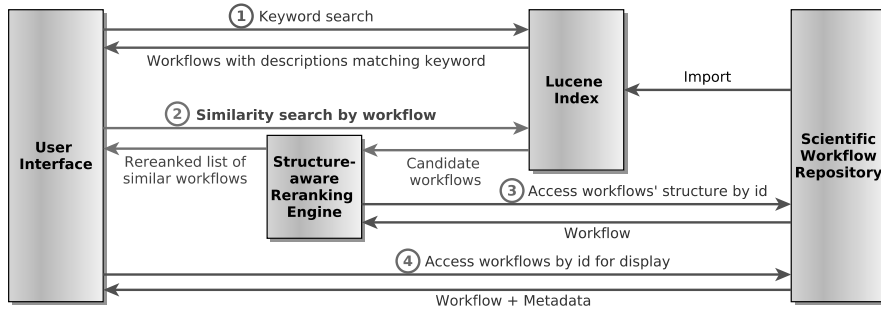 1 Keyword search
Workflows with descriptions matching keyword
Lucene
Index
Import
2 Similarity search by workflow
User
Interface
Rereanked list of
similar workflows
Structure-
aware
Reranking
Engine
Candidate
workflows
Scientific
Workflow
Repository
3 Access workflows' structure by id
Workflow
4 Access workflows by id for display
Workflow + Metadata